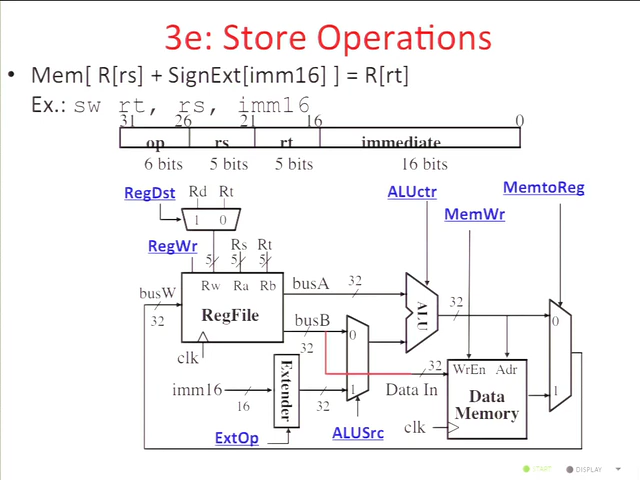 3e: Store Operations
• Mem[ R[rs] + SignExt[imm16] ] = R[rt]
Ex.: sw rt, rs, imm16
31 26 21 16 0
op rs rt immediate
6 bits 5 bits 5 bits 16 bits
RegDst Rd Rt ALUctr MemtoReg
1 0 MemWr
RegWr Rs Rt
5 5 5
busW Rw Ra Rb busA 32 32
32 RegFile busB ALU 0
clk 32 0 32 WrEn Adr
imm16 Extender 1 Data In Data 1
16 32 Memory
clk
ExtOp ALUSrc
START DISPLAY